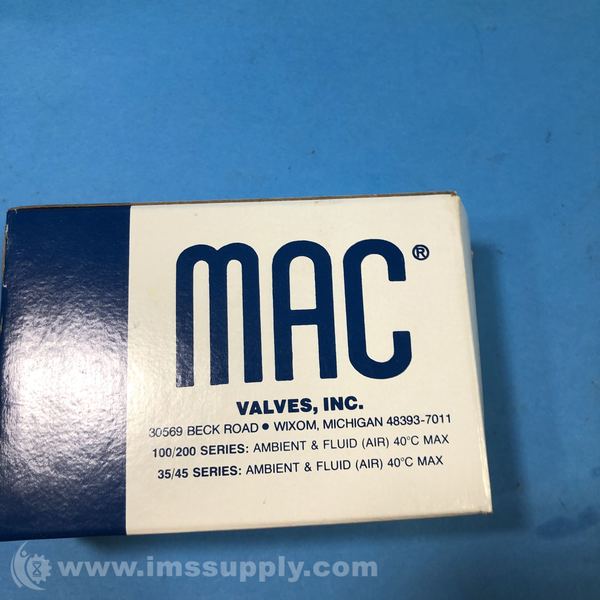 MAC®
VALVES, INC.
30569 BECK ROAD ● WIXOM, MICHIGAN 48393-7011
100/200 SERIES: AMBIENT & FLUID (AIR) 40°C MAX
35/45 SERIES: AMBIENT & FLUID (AIR) 40°C MAX
www.imssupply.com